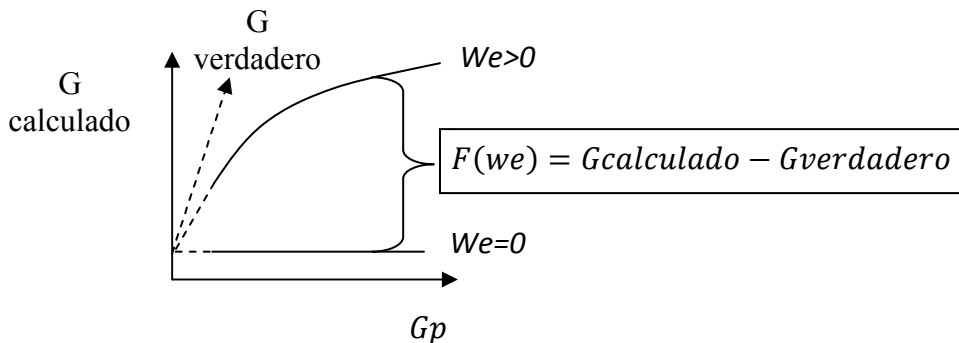 G
verdadero
We>0
G
calculado
F(we) = Gcalculado − Gverdadero
We=0
Gp